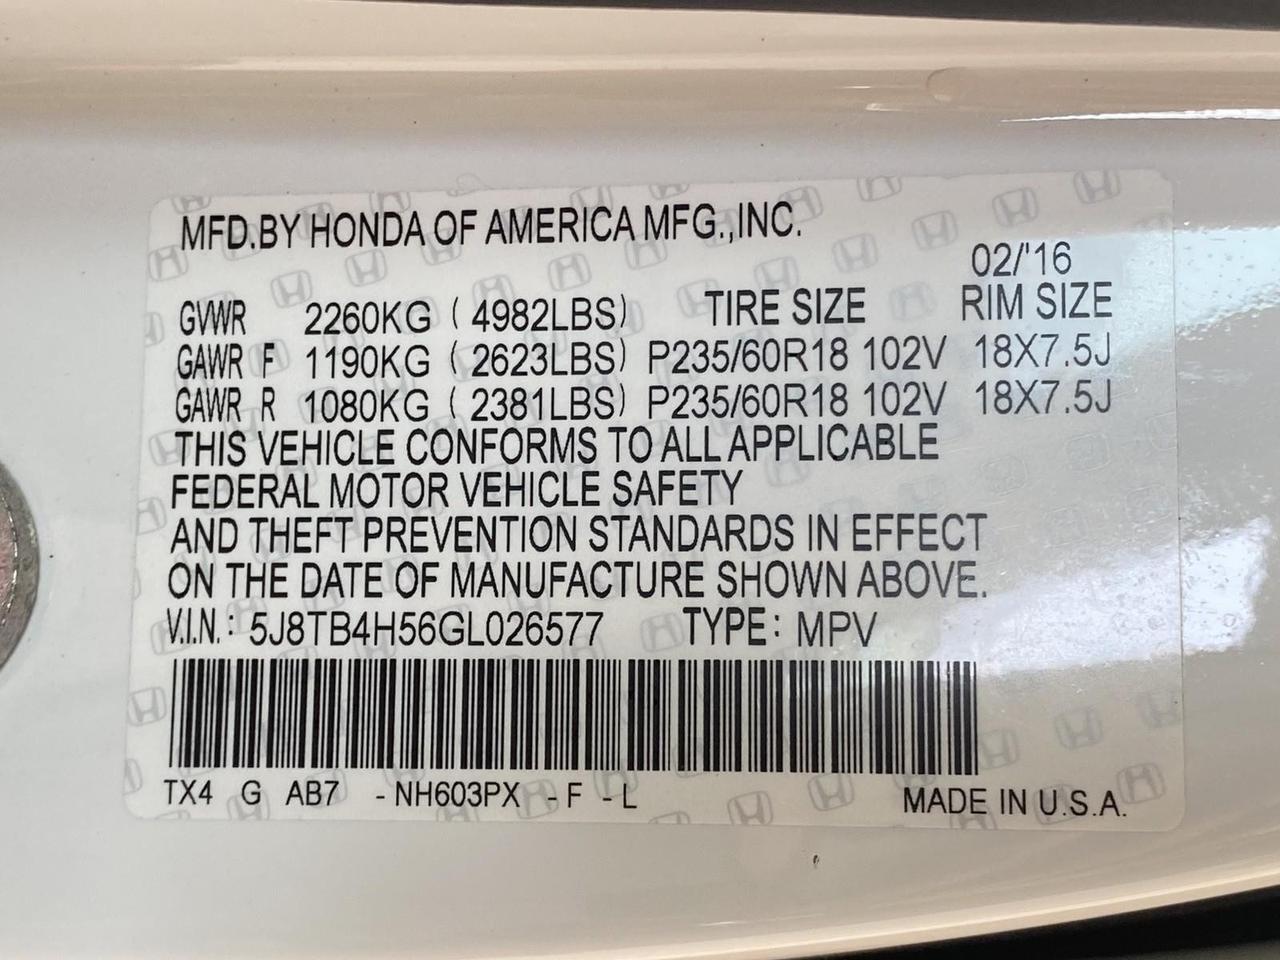 MFD.BY HONDA OF AMERICA MFG.,INC.
02/'16
GVWR 2260KG ( 4982LBS) TIRE SIZE RIM SIZE
GAWR F 1190KG ( 2623LBS) P235/60R18 102V 18X7.5J
GAWR R 1080KG ( 2381LBS) P235/60R18 102V 18X7.5J
THIS VEHICLE CONFORMS TO ALL APPLICABLE
FEDERAL MOTOR VEHICLE SAFETY
AND THEFT PREVENTION STANDARDS IN EFFECT
ON THE DATE OF MANUFACTURE SHOWN ABOVE.
V.I.N.: 5J8TB4H56GL026577 TYPE: MPV
TX4 G AB7 -NH603PX -F -L MADE IN U.S.A.